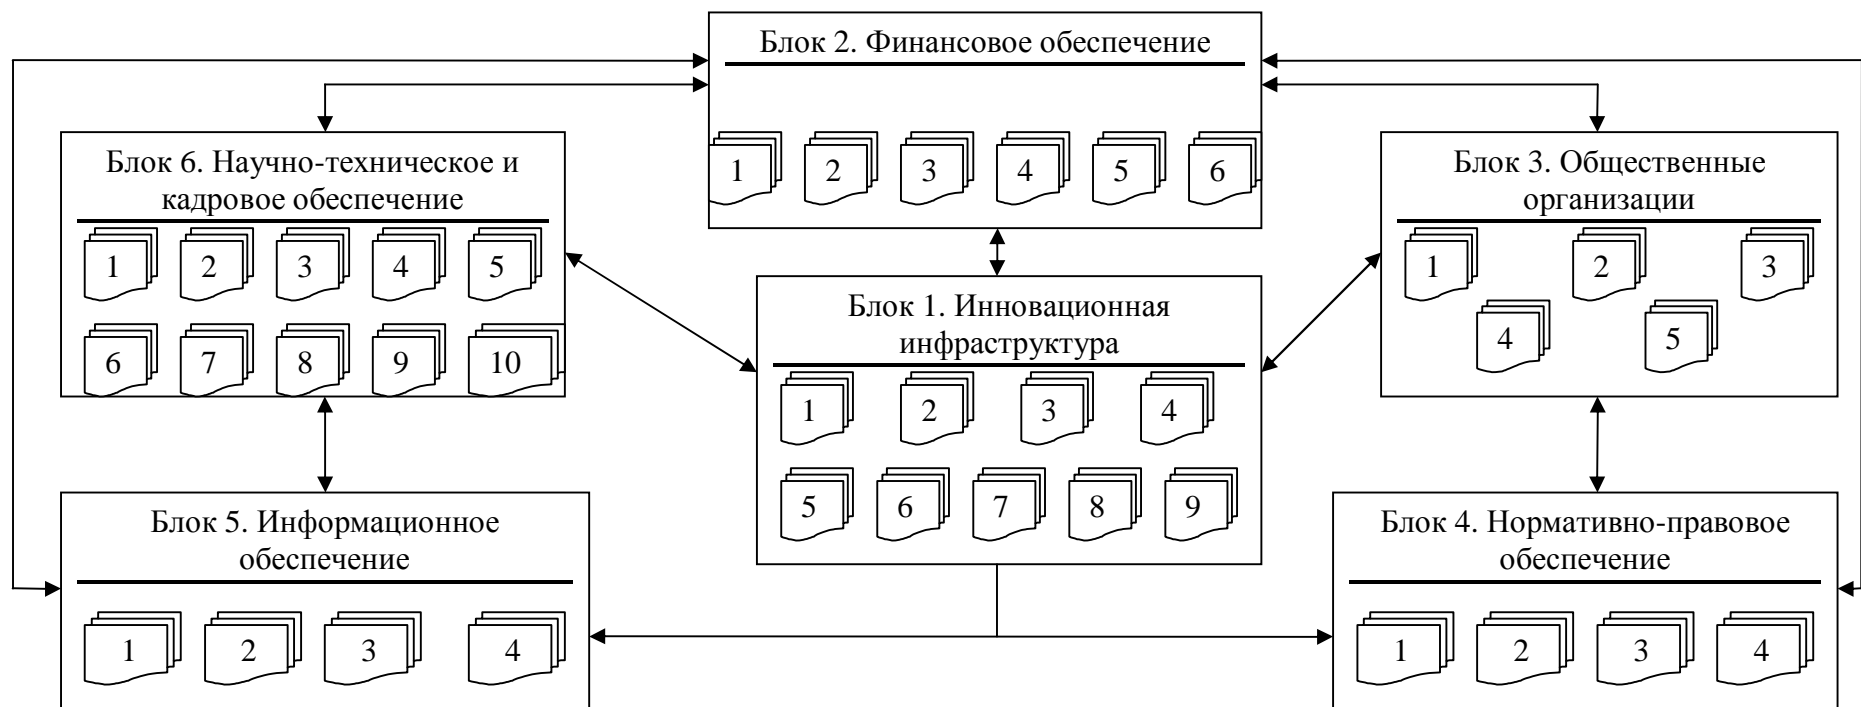 Блок 2. Финансовое обеспечение
1 2 3 4 5 6
Блок 6. Научно-техническое и
кадровое обеспечение
1 2 3 4 5
6 7 8 9 10
Блок 3. Общественные
организации
1 2 3
4 5
Блок 1. Инновационная
инфраструктура
1 2 3 4
5 6 7 8 9
Блок 5. Информационное
обеспечение
1 2 3 4
Блок 4. Нормативно-правовое
обеспечение
1 2 3 4